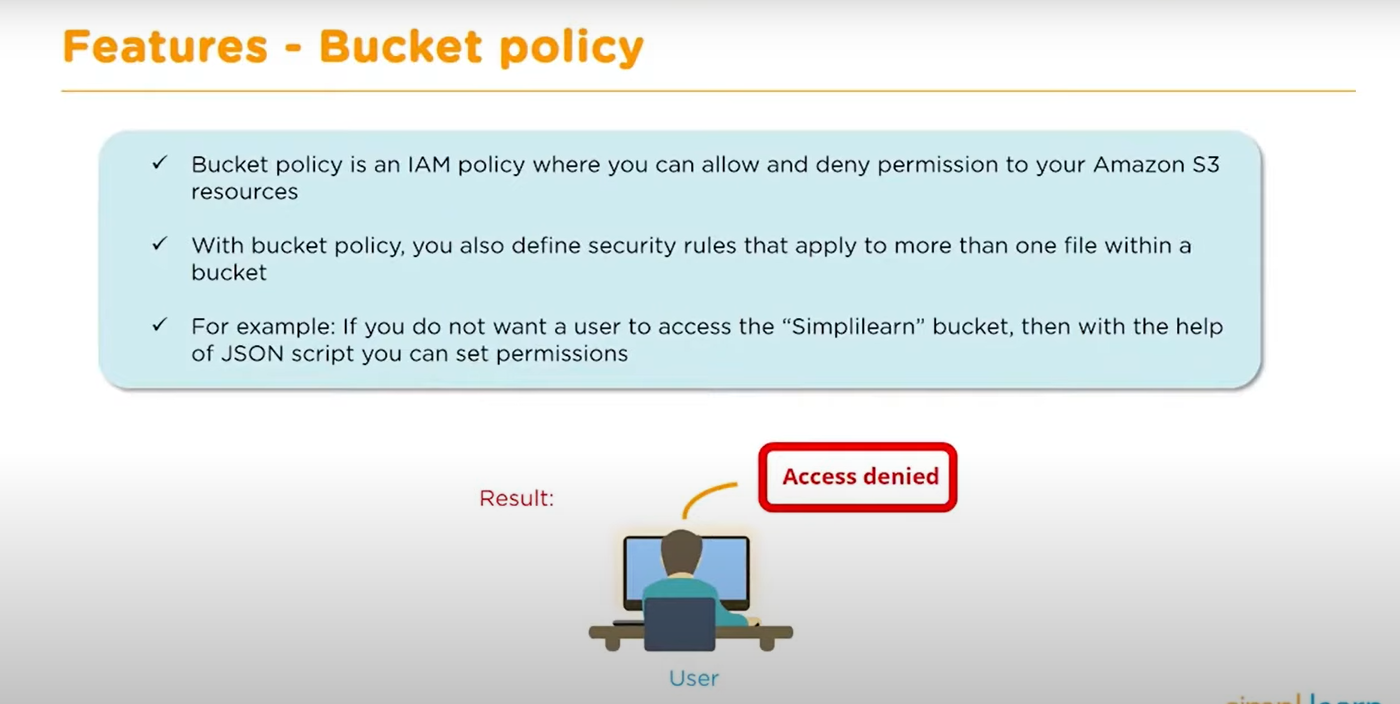 Features - Bucket policy
✓ Bucket policy is an IAM policy where you can allow and deny permission to your Amazon S3
resources
✓ With bucket policy, you also define security rules that apply to more than one file within a
bucket
✓ For example: If you do not want a user to access the “Simplilearn” bucket, then with the help
of JSON script you can set permissions
Access denied
Result:
User